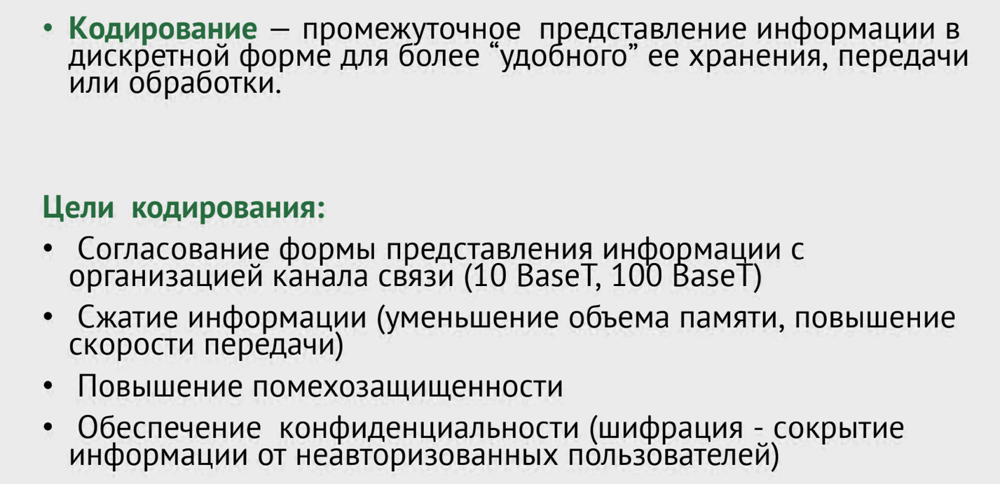 • Кодирование – промежуточное представление информации в
дискретной форме для более “удобного” ее хранения, передачи
или обработки.
Цели кодирования:
• Согласование формы представления информации с
организацией канала связи (10 BaseT, 100 BaseT)
• Сжатие информации (уменьшение объема памяти, повышение
скорости передачи)
• Повышение помехозащищенности
• Обеспечение конфиденциальности (шифрация - сокрытие
информации от неавторизованных пользователей)